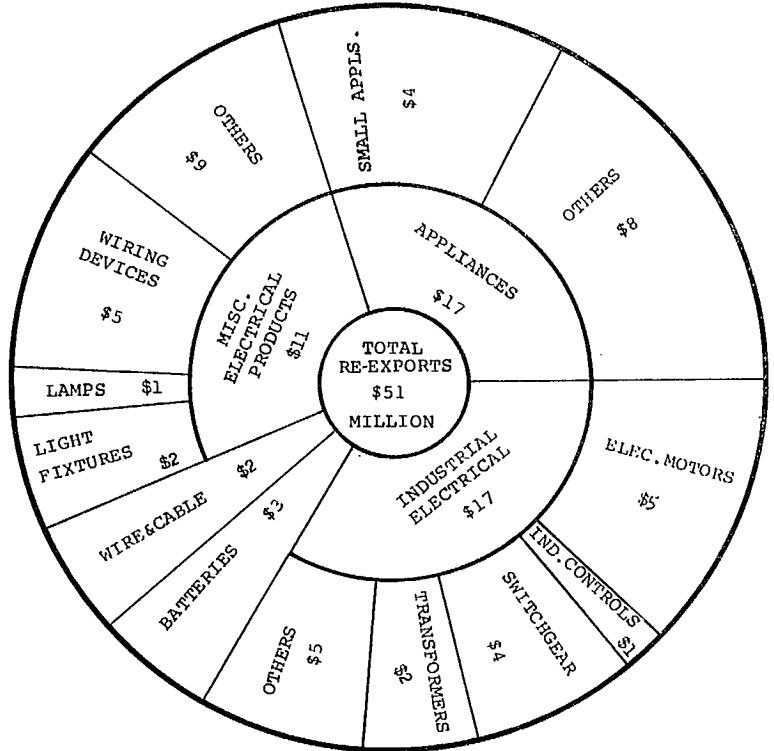 TOTAL
RE-EXPORTS
$51
MILLION
APPLIANCES
$17
SMALL APPLS.
$4
OTHERS
$8
INDUSTRIAL
ELECTRICAL
$17
ELEC.MOTORS
$5
IND.CONTROLS
$1
SWITCHGEAR
$4
TRANSFORMERS
$2
OTHERS
$5
BATTERIES
$3
WIRE&CABLE
$2
MISC.
ELECTRICAL
PRODUCTS
$11
LIGHT
FIXTURES
$2
LAMPS
$1
WIRING
DEVICES
$5
OTHERS
$9